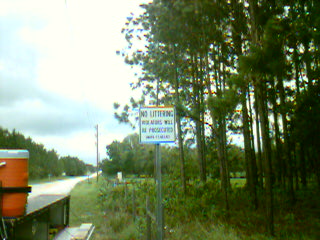 NO LITTERING
VIOLATORS WILL
BE PROSECUTED